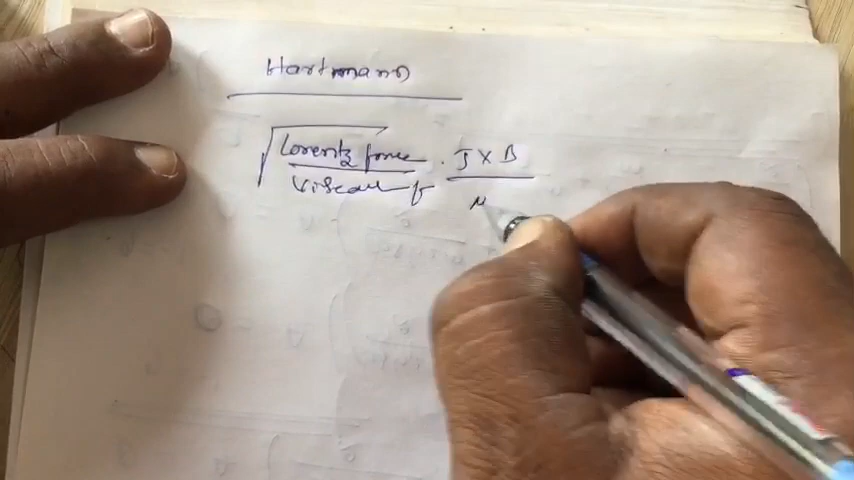 Hartmann
√ Lorentz force . J × B
Viscous f μ